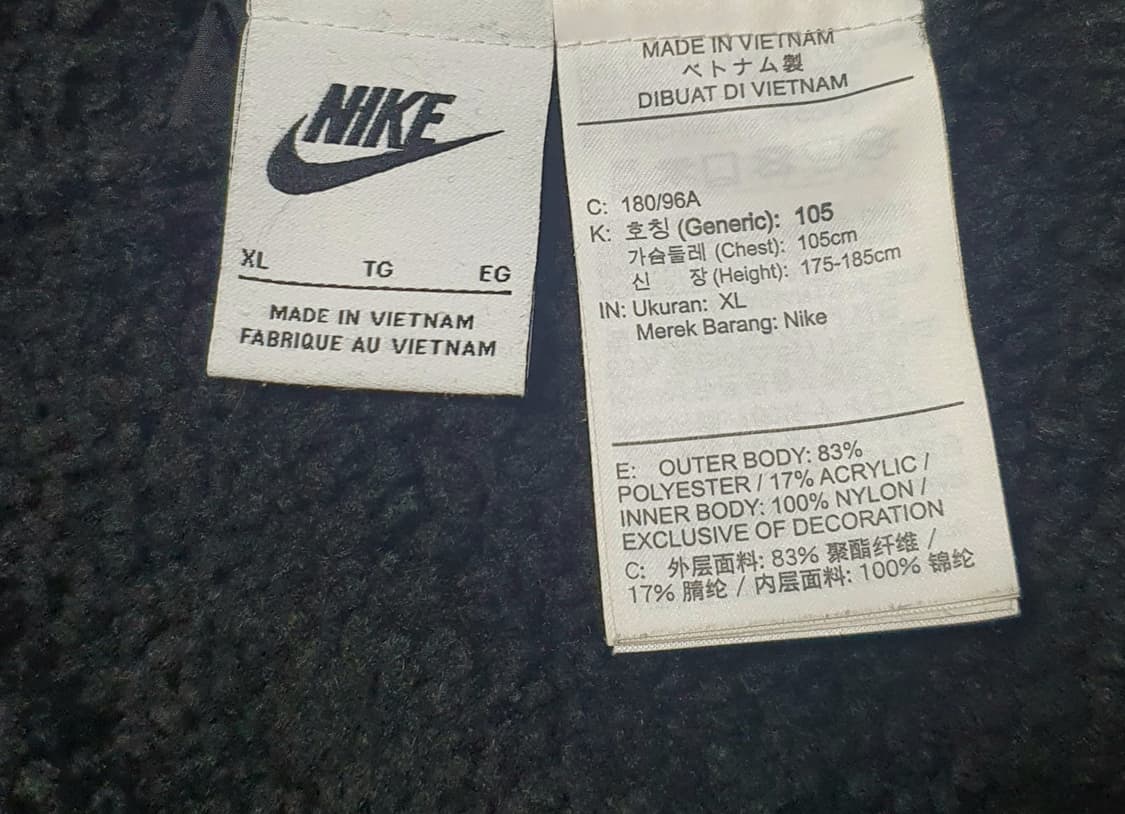 NIKE
XL TG EG
MADE IN VIETNAM
FABRIQUE AU VIETNAM
MADE IN VIETNAM
ベトナム製
DIBUAT DI VIETNAM
C: 180/96A
K: 호칭 (Generic): 105
가슴둘레 (Chest): 105cm
신 장 (Height): 175-185cm
IN: Ukuran: XL
Merek Barang: Nike
E: OUTER BODY: 83%
POLYESTER / 17% ACRYLIC /
INNER BODY: 100% NYLON /
EXCLUSIVE OF DECORATION
C: 外层面料: 83% 聚酯纤维 /
17% 腈纶 / 内层面料: 100% 锦纶